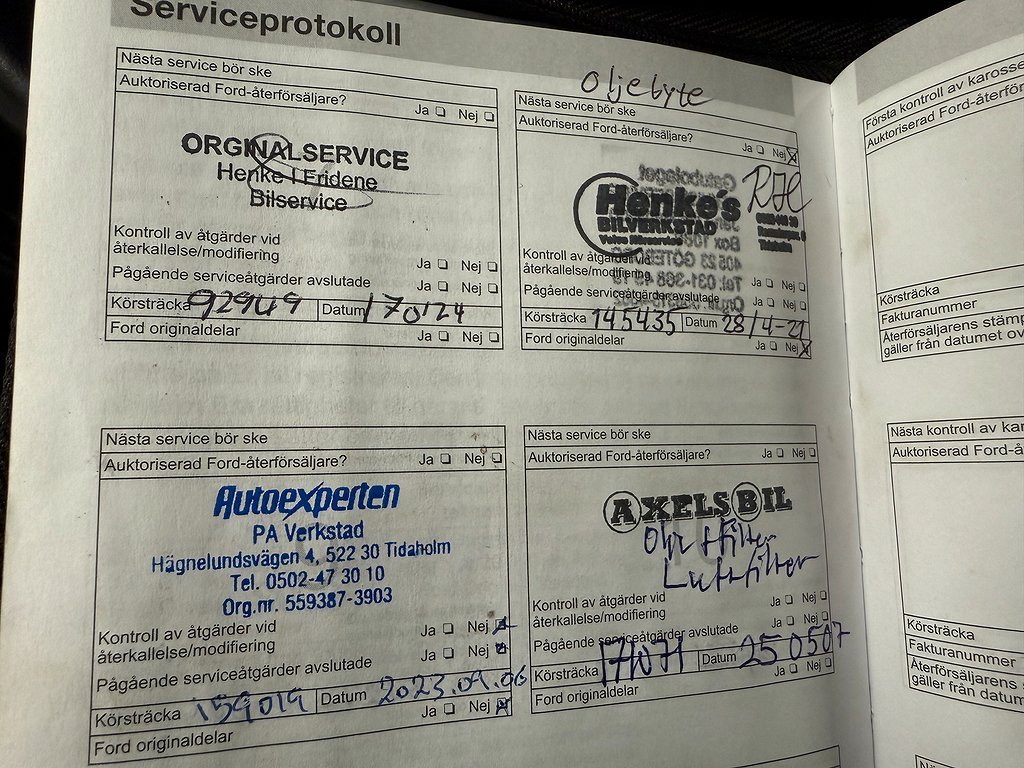 Serviceprotokoll
Nästa service bör ske
Auktoriserad Ford-återförsäljare?
Ja Nej
ORGINALSERVICE
Henke i Fridene
Bilservice
Kontroll av åtgärder vid
återkallelse/modifiering
Ja Nej
Pågående serviceåtgärder avslutade
Ja Nej
Körsträcka 92949 Datum 170124
Ford originaldelar
Ja Nej
Oljebyte
Nästa service bör ske
Auktoriserad Ford-återförsäljare?
Ja Nej
Henke's
BILVERKSTAD
Kontroll av åtgärder vid
återkallelse/modifiering
Ja Nej
Pågående serviceåtgärder avslutade
Ja Nej
Körsträcka 145435 Datum 28/4-21
Ford originaldelar
Ja Nej
Nästa service bör ske
Auktoriserad Ford-återförsäljare?
Ja Nej
Autoexperten
PA Verkstad
Hägnelundsvägen 4, 522 30 Tidaholm
Tel. 0502-47 30 10
Org.nr. 559387-3903
Kontroll av åtgärder vid
återkallelse/modifiering
Ja Nej
Pågående serviceåtgärder avslutade
Ja Nej
Körsträcka 159019 Datum 2023.09.06
Ford originaldelar
Ja Nej
Nästa service bör ske
Auktoriserad Ford-återförsäljare?
Ja Nej
AXELS BIL
Luftfilter
Kontroll av åtgärder vid
återkallelse/modifiering
Ja Nej
Pågående serviceåtgärder avslutade
Ja Nej
Körsträcka 171071 Datum 250507
Ford originaldelar
Ja Nej
Första kontroll av karosse
Auktoriserad Ford-återför
Körsträcka
Fakturanummer
Återförsäljarens stämp
gäller från datumet ov
Nästa kontroll av kar
Auktoriserad Ford-å
Körsträcka
Fakturanummer
Återförsäljarens s
gäller från datum